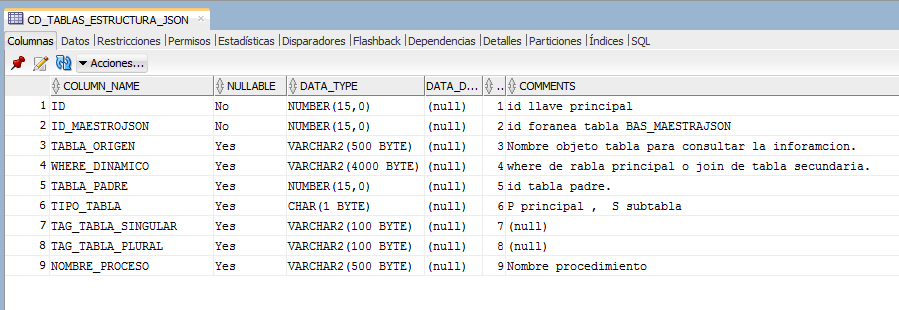 CD_TABLAS_ESTRUCTURA_JSON
Columnas Datos Restricciones Permisos Estadísticas Disparadores Flashback Dependencias Detalles Particiones Índices SQL
Acciones...
COLUMN_NAME NULLABLE DATA_TYPE DATA_D... .. COMMENTS
1 ID No NUMBER(15,0) (null) 1 id llave principal
2 ID_MAESTROJSON No NUMBER(15,0) (null) 2 id foranea tabla BAS_MAESTRAJSON
3 TABLA_ORIGEN Yes VARCHAR2(500 BYTE) (null) 3 Nombre objeto tabla para consultar la inforamcion.
4 WHERE_DINAMICO Yes VARCHAR2(4000 BYTE) (null) 4 where de rabla principal o join de tabla secundaria.
5 TABLA_PADRE Yes NUMBER(15,0) (null) 5 id tabla padre.
6 TIPO_TABLA Yes CHAR(1 BYTE) (null) 6 P principal , S subtabla
7 TAG_TABLA_SINGULAR Yes VARCHAR2(100 BYTE) (null) 7 (null)
8 TAG_TABLA_PLURAL Yes VARCHAR2(100 BYTE) (null) 8 (null)
9 NOMBRE_PROCESO Yes VARCHAR2(500 BYTE) (null) 9 Nombre procedimiento